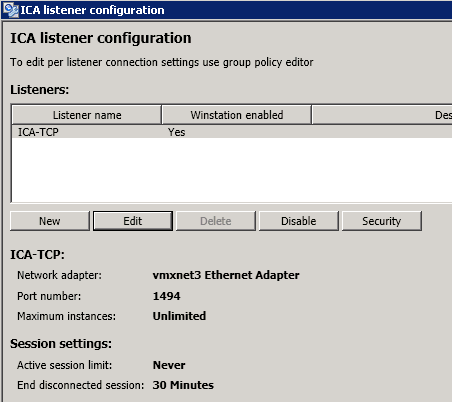 ICA listener configuration
ICA listener configuration
To edit per listener connection settings use group policy editor
Listeners:
Listener name Winstation enabled Des
ICA-TCP Yes
New Edit Delete Disable Security
ICA-TCP:
Network adapter: vmxnet3 Ethernet Adapter
Port number: 1494
Maximum instances: Unlimited
Session settings:
Active session limit: Never
End disconnected session: 30 Minutes